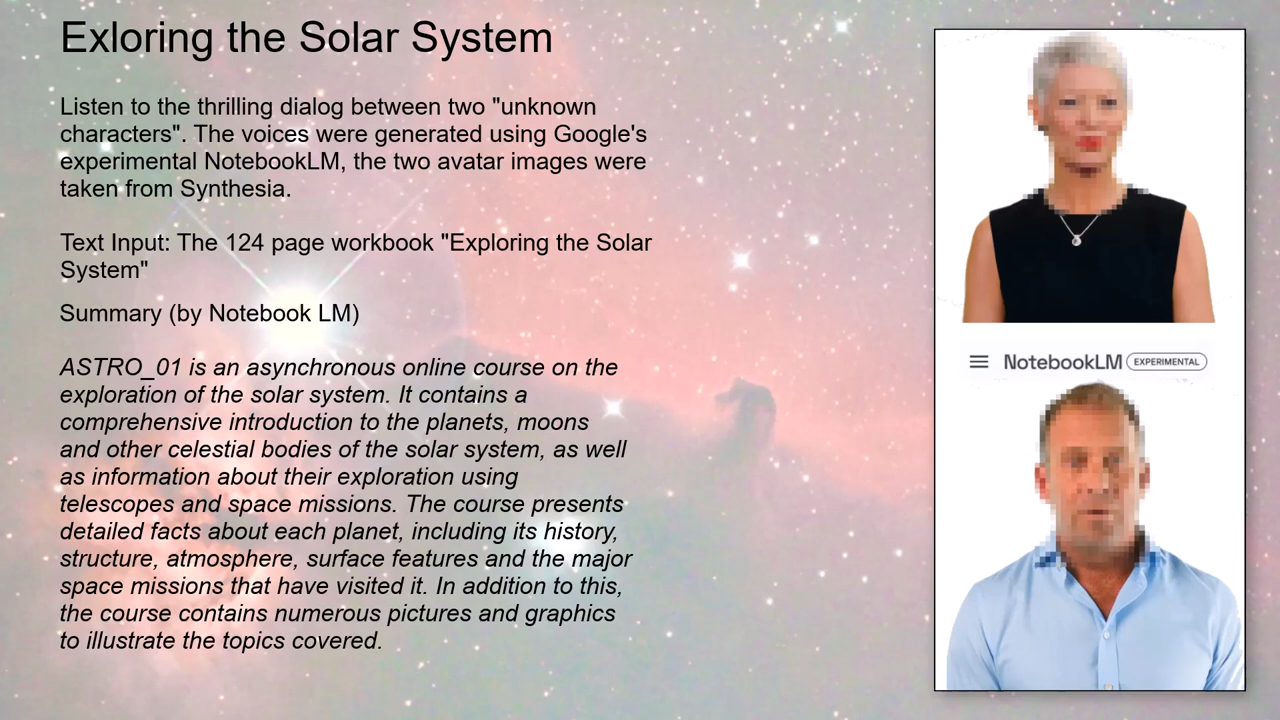 Exloring the Solar System
Listen to the thrilling dialog between two "unknown
characters". The voices were generated using Google's
experimental NotebookLM, the two avatar images were
taken from Synthesia.
Text Input: The 124 page workbook "Exploring the Solar
System"
Summary (by Notebook LM)
ASTRO_01 is an asynchronous online course on the
exploration of the solar system. It contains a
comprehensive introduction to the planets, moons
and other celestial bodies of the solar system, as well
as information about their exploration using
telescopes and space missions. The course presents
detailed facts about each planet, including its history,
structure, atmosphere, surface features and the major
space missions that have visited it. In addition to this,
the course contains numerous pictures and graphics
to illustrate the topics covered.
NotebookLM EXPERIMENTAL